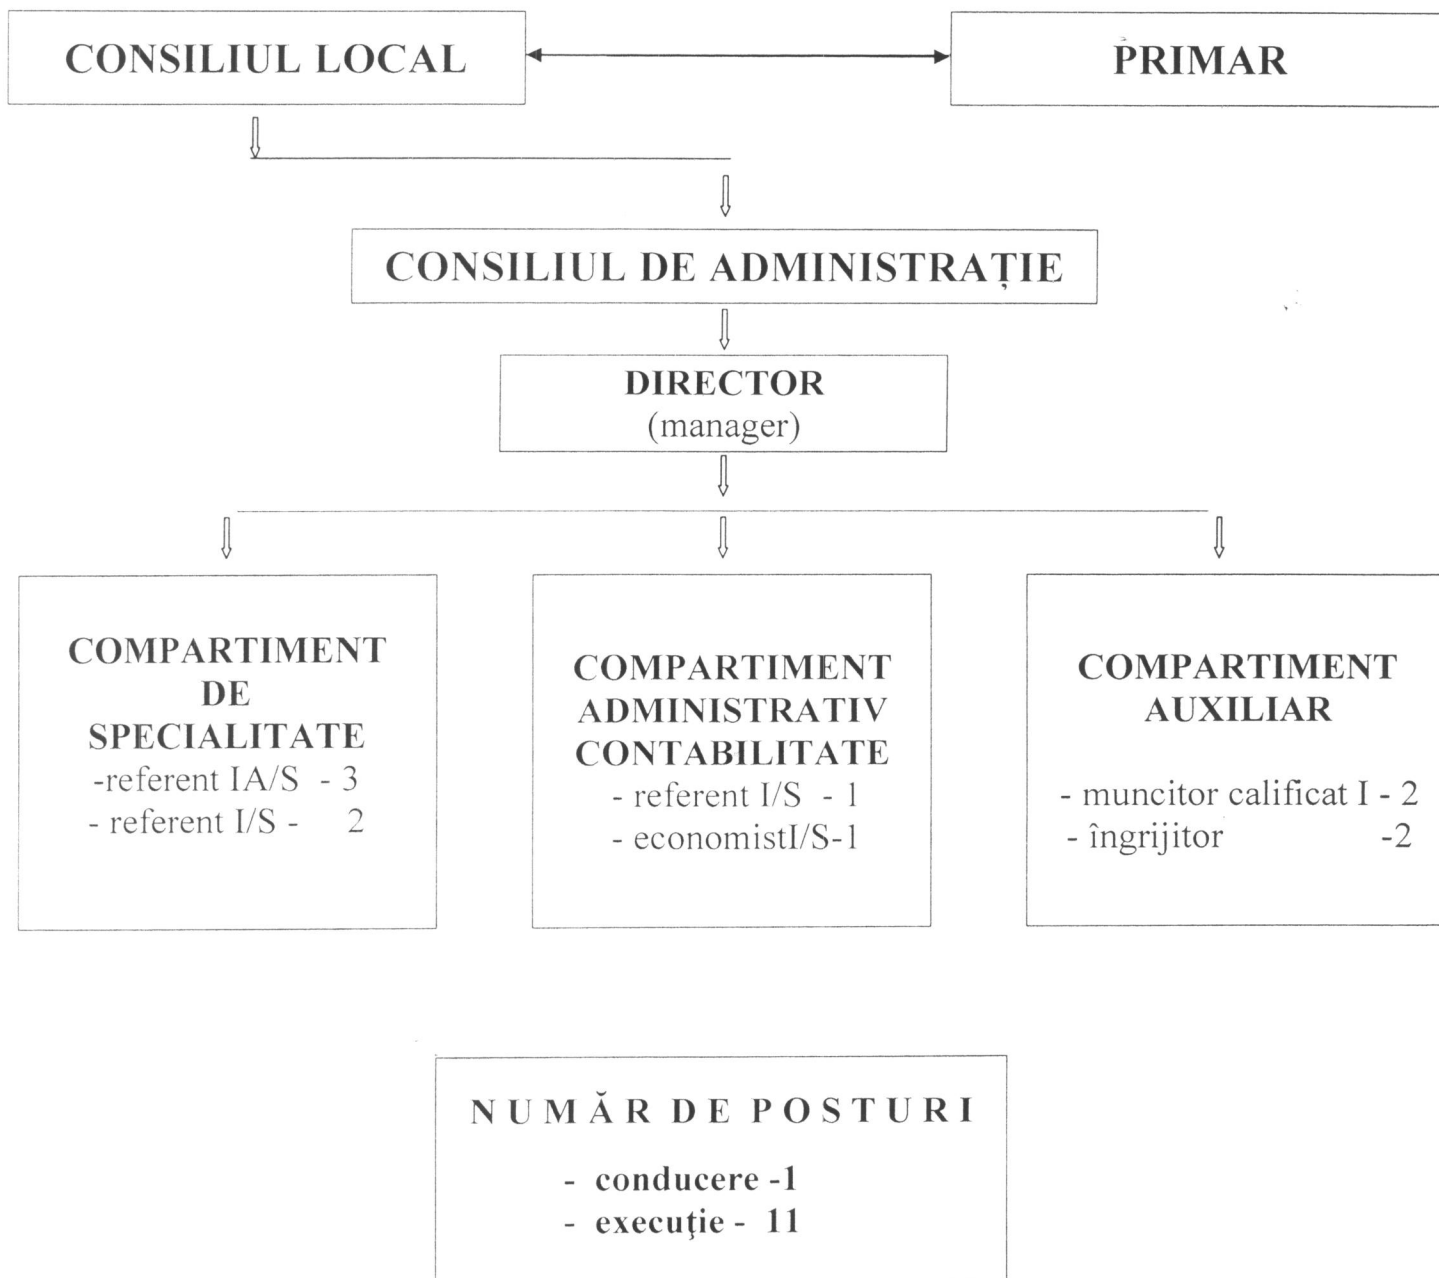 CONSILIUL LOCAL
PRIMAR
CONSILIUL DE ADMINISTRAȚIE
DIRECTOR
(manager)
COMPARTIMENT
DE
SPECIALITATE
-referent IA/S - 3
- referent I/S - 2
COMPARTIMENT
ADMINISTRATIV
CONTABILITATE
- referent I/S - 1
- economistI/S-1
COMPARTIMENT
AUXILIAR
- muncitor calificat I - 2
- îngrijitor -2
NUMĂR DE POSTURI
- conducere -1
- execuţie - 11